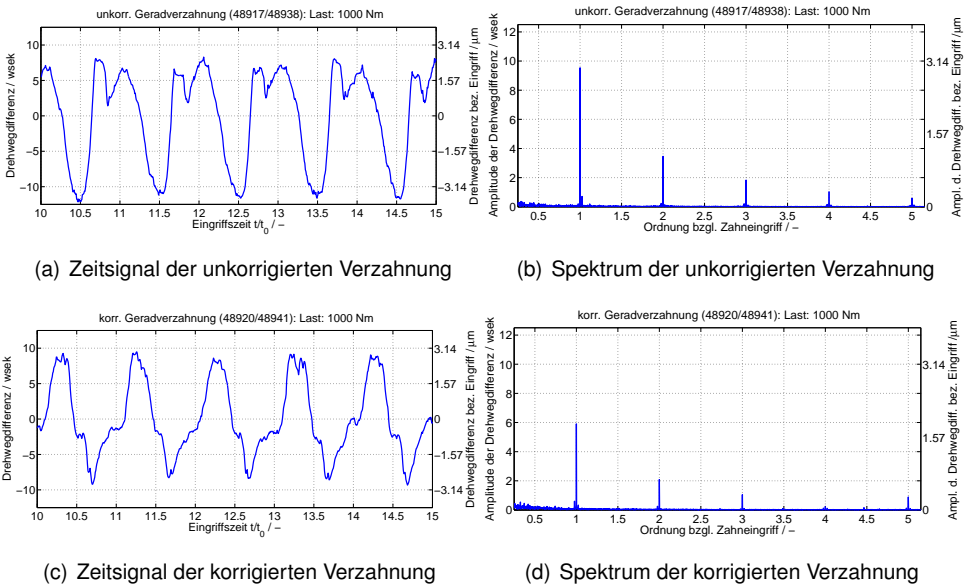 unkorr. Geradverzahnung (48917/48938): Last: 1000 Nm
Drehwegdifferenz / wsek
10
5
0
−5
−10
10 10.5 11 11.5 12 12.5 13 13.5 14 14.5 15
Eingriffszeit t/t0 / −
3.14
1.57
0
−1.57
−3.14
Drehwegdifferenz bez. Eingriff /µm
(a) Zeitsignal der unkorrigierten Verzahnung
unkorr. Geradverzahnung (48917/48938): Last: 1000 Nm
Amplitude der Drehwegdifferenz / wsek
12
10
8
6
4
2
0
0.5 1 1.5 2 2.5 3 3.5 4 4.5 5
Ordnung bzgl. Zahneingriff / −
3.14
1.57
0
Ampl. d. Drehwegdiff. bez. Eingriff /µm
(b) Spektrum der unkorrigierten Verzahnung
korr. Geradverzahnung (48920/48941): Last: 1000 Nm
Drehwegdifferenz / wsek
10
5
0
−5
−10
10 10.5 11 11.5 12 12.5 13 13.5 14 14.5 15
Eingriffszeit t/t0 / −
3.14
1.57
0
−1.57
−3.14
Drehwegdifferenz bez. Eingriff /µm
(c) Zeitsignal der korrigierten Verzahnung
korr. Geradverzahnung (48920/48941): Last: 1000 Nm
Amplitude der Drehwegdifferenz / wsek
12
10
8
6
4
2
0
0.5 1 1.5 2 2.5 3 3.5 4 4.5 5
Ordnung bzgl. Zahneingriff / −
3.14
1.57
0
Ampl. d. Drehwegdiff. bez. Eingriff /µm
(d) Spektrum der korrigierten Verzahnung